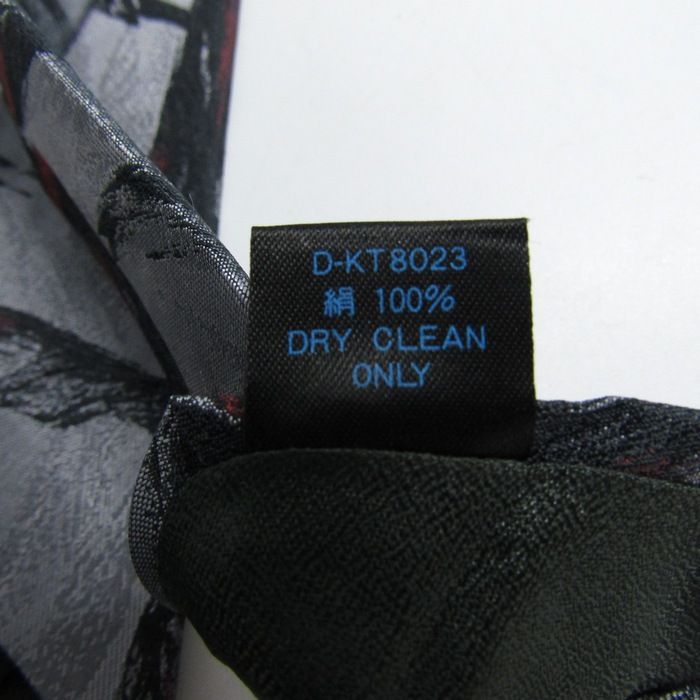 D-KT8023
絹 100%
DRY CLEAN
ONLY